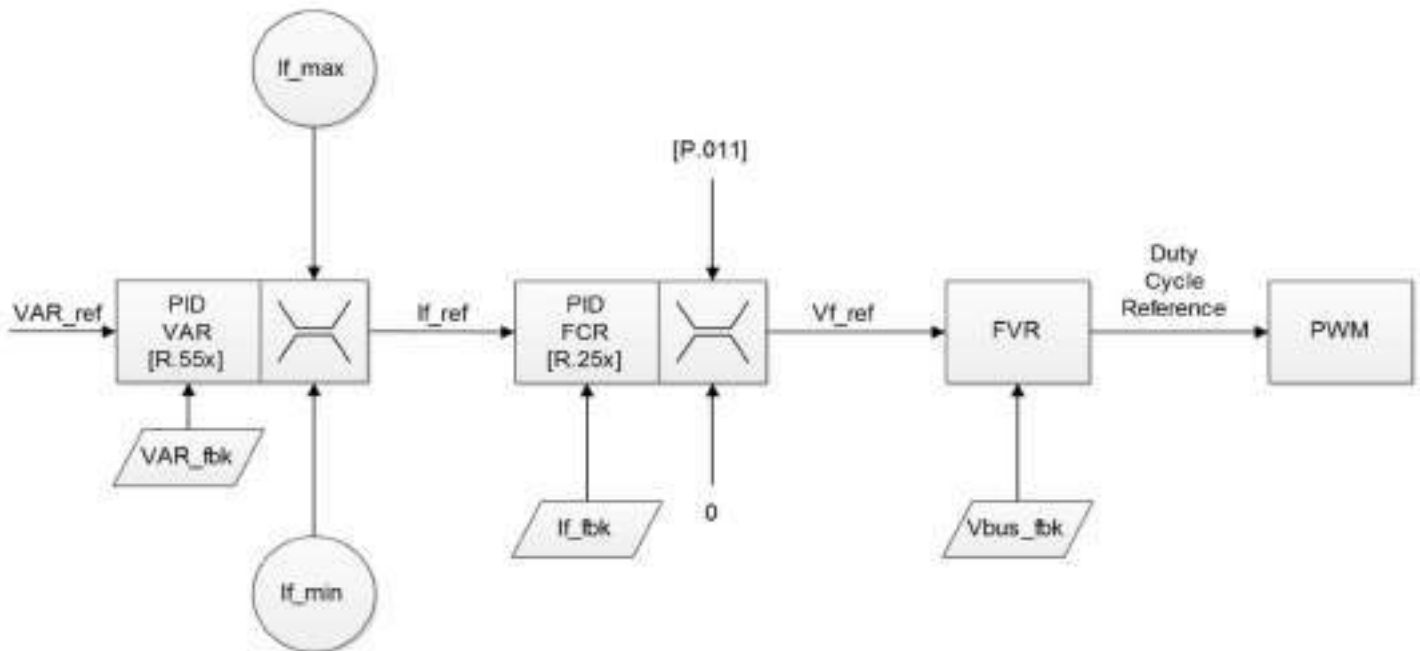 If_max
[P.011]
VAR_ref
PID
VAR
[R.55x]
If_ref
PID
FCR
[R.25x]
Vf_ref
FVR
Duty
Cycle
Reference
PWM
VAR_fbk
If_fbk
0
Vbus_fbk
If_min